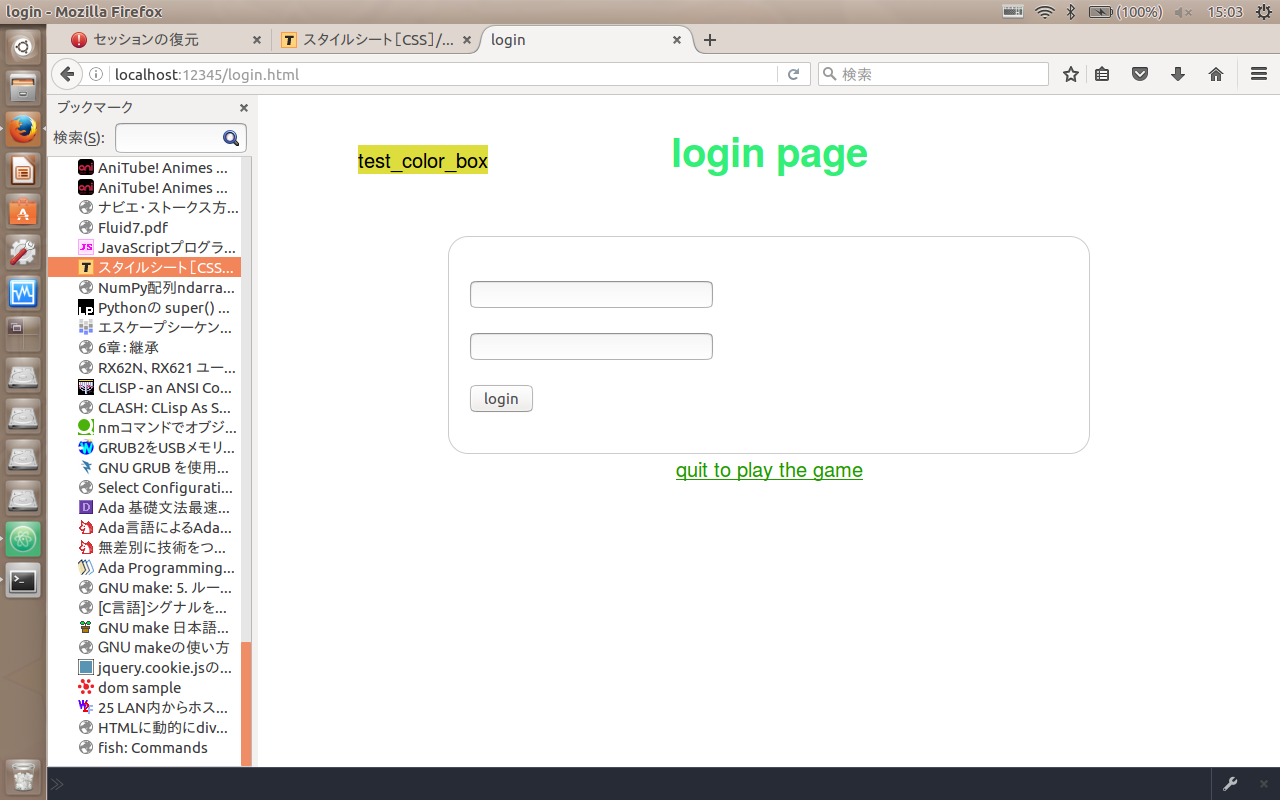 login - Mozilla Firefox
(100%)
15:03
セッションの復元
スタイルシート［CSS］/...
login
localhost:12345/login.html
検索
ブックマーク
検索(S):
AniTube! Animes ...
AniTube! Animes ...
ナビエ・ストークス方...
Fluid7.pdf
JavaScriptプログラ...
スタイルシート［CSS...
NumPy配列ndarra...
Pythonの super() ...
エスケープシーケン...
6章：継承
RX62N、RX621 ユー...
CLISP - an ANSI Co...
CLASH: CLisp As S...
nmコマンドでオブジ...
GRUB2をUSBメモリ...
GNU GRUB を使用...
Select Configurati...
Ada 基礎文法最速...
Ada言語によるAda...
無差別に技術をつ...
Ada Programming...
GNU make: 5. ルー...
[C言語]シグナルを...
GNU make 日本語...
GNU makeの使い方
jquery.cookie.jsの...
dom sample
25 LAN内からホス...
HTMLに動的にdiv...
fish: Commands
test_color_box
login page
login
quit to play the game